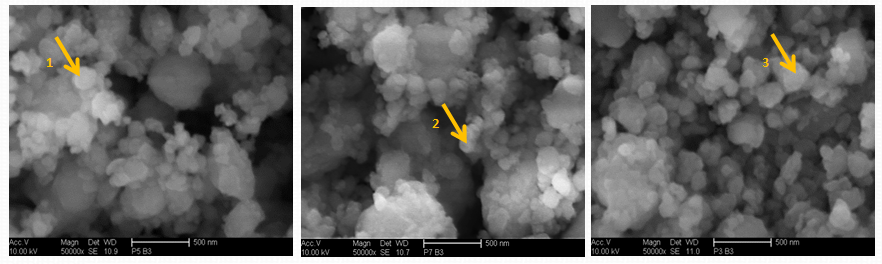 1
2
3
Acc.V Magn Det WD 500 nm
10.00 kV 50000x SE 10.9 P5 B3
Acc.V Magn Det WD 500 nm
10.00 kV 50000x SE 10.7 P7 B3
Acc.V Magn Det WD 500 nm
10.00 kV 50000x SE 11.0 P3 B3